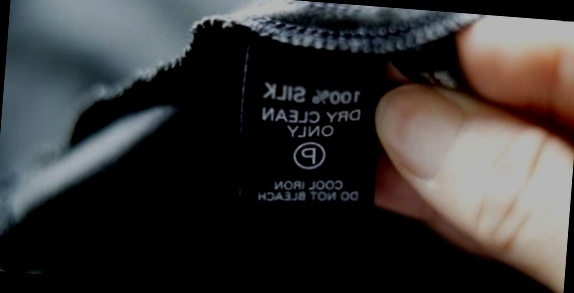 100% SILK
DRY CLEAN
ONLY
P
COOL IRON
DO NOT BLEACH